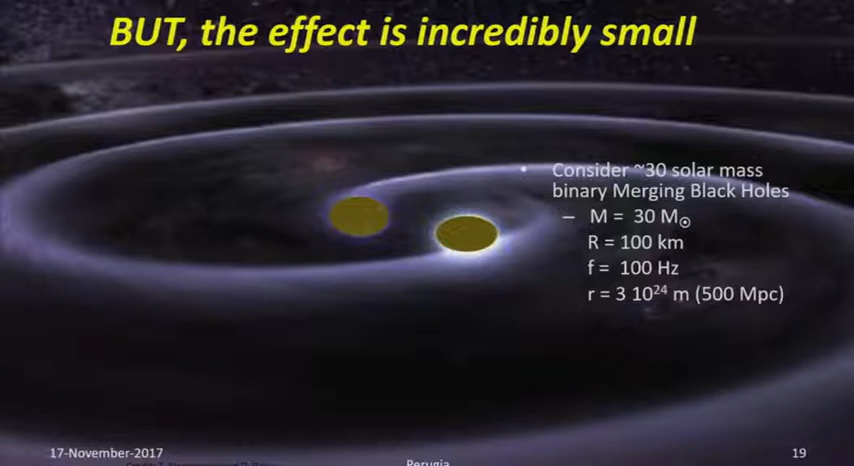 BUT, the effect is incredibly small
• Consider ~30 solar mass
binary Merging Black Holes
– M = 30 M☉
R = 100 km
f = 100 Hz
r = 3 10²⁴ m (500 Mpc)
17-November-2017
Perugia
19